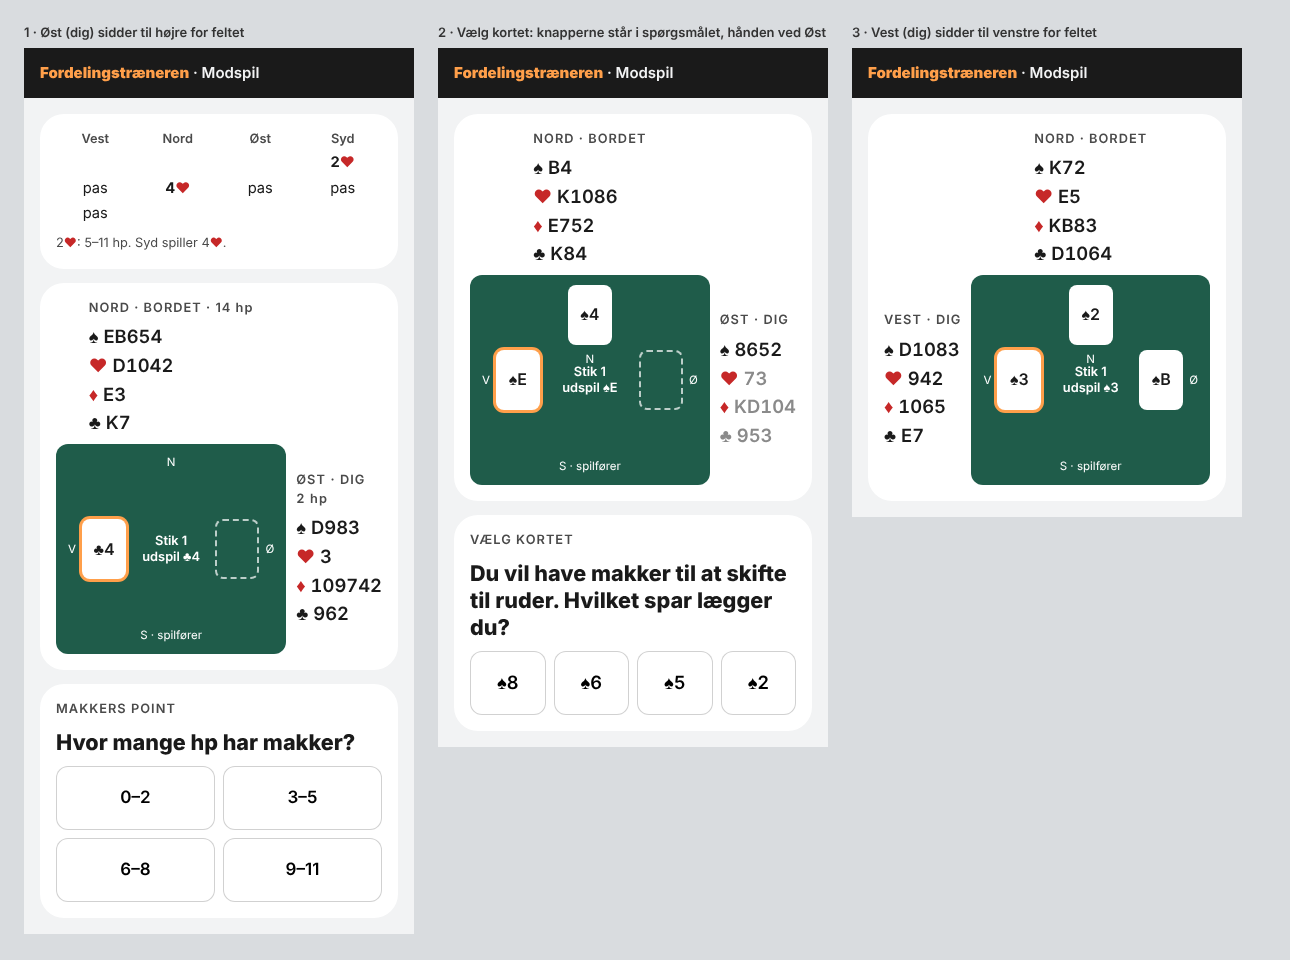 1 · Øst (dig) sidder til højre for feltet
Fordelingstræneren · Modspil
Vest Nord Øst Syd
2♥
pas 4♥ pas pas
pas
2♥: 5–11 hp. Syd spiller 4♥.
NORD · BORDET · 14 hp
♠ EB654
♥ D1042
♦ E3
♣ K7
N
V ♣4 Stik 1 Ø
udspil ♣4
S · spilfører
ØST · DIG
2 hp
♠ D983
♥ 3
♦ 109742
♣ 962
MAKKERS POINT
Hvor mange hp har makker?
0–2 3–5
6–8 9–11
2 · Vælg kortet: knapperne står i spørgsmålet, hånden ved Øst
Fordelingstræneren · Modspil
NORD · BORDET
♠ B4
♥ K1086
♦ E752
♣ K84
♠4
N
V ♠E Stik 1 Ø
udspil ♠E
S · spilfører
ØST · DIG
♠ 8652
♥ 73
♦ KD104
♣ 953
VÆLG KORTET
Du vil have makker til at skifte
til ruder. Hvilket spar lægger
du?
♠8 ♠6 ♠5 ♠2
3 · Vest (dig) sidder til venstre for feltet
Fordelingstræneren · Modspil
NORD · BORDET
♠ K72
♥ E5
♦ KB83
♣ D1064
VEST · DIG
♠ D1083
♥ 942
♦ 1065
♣ E7
♠2
N
V ♠3 Stik 1 ♠B Ø
udspil ♠3
S · spilfører